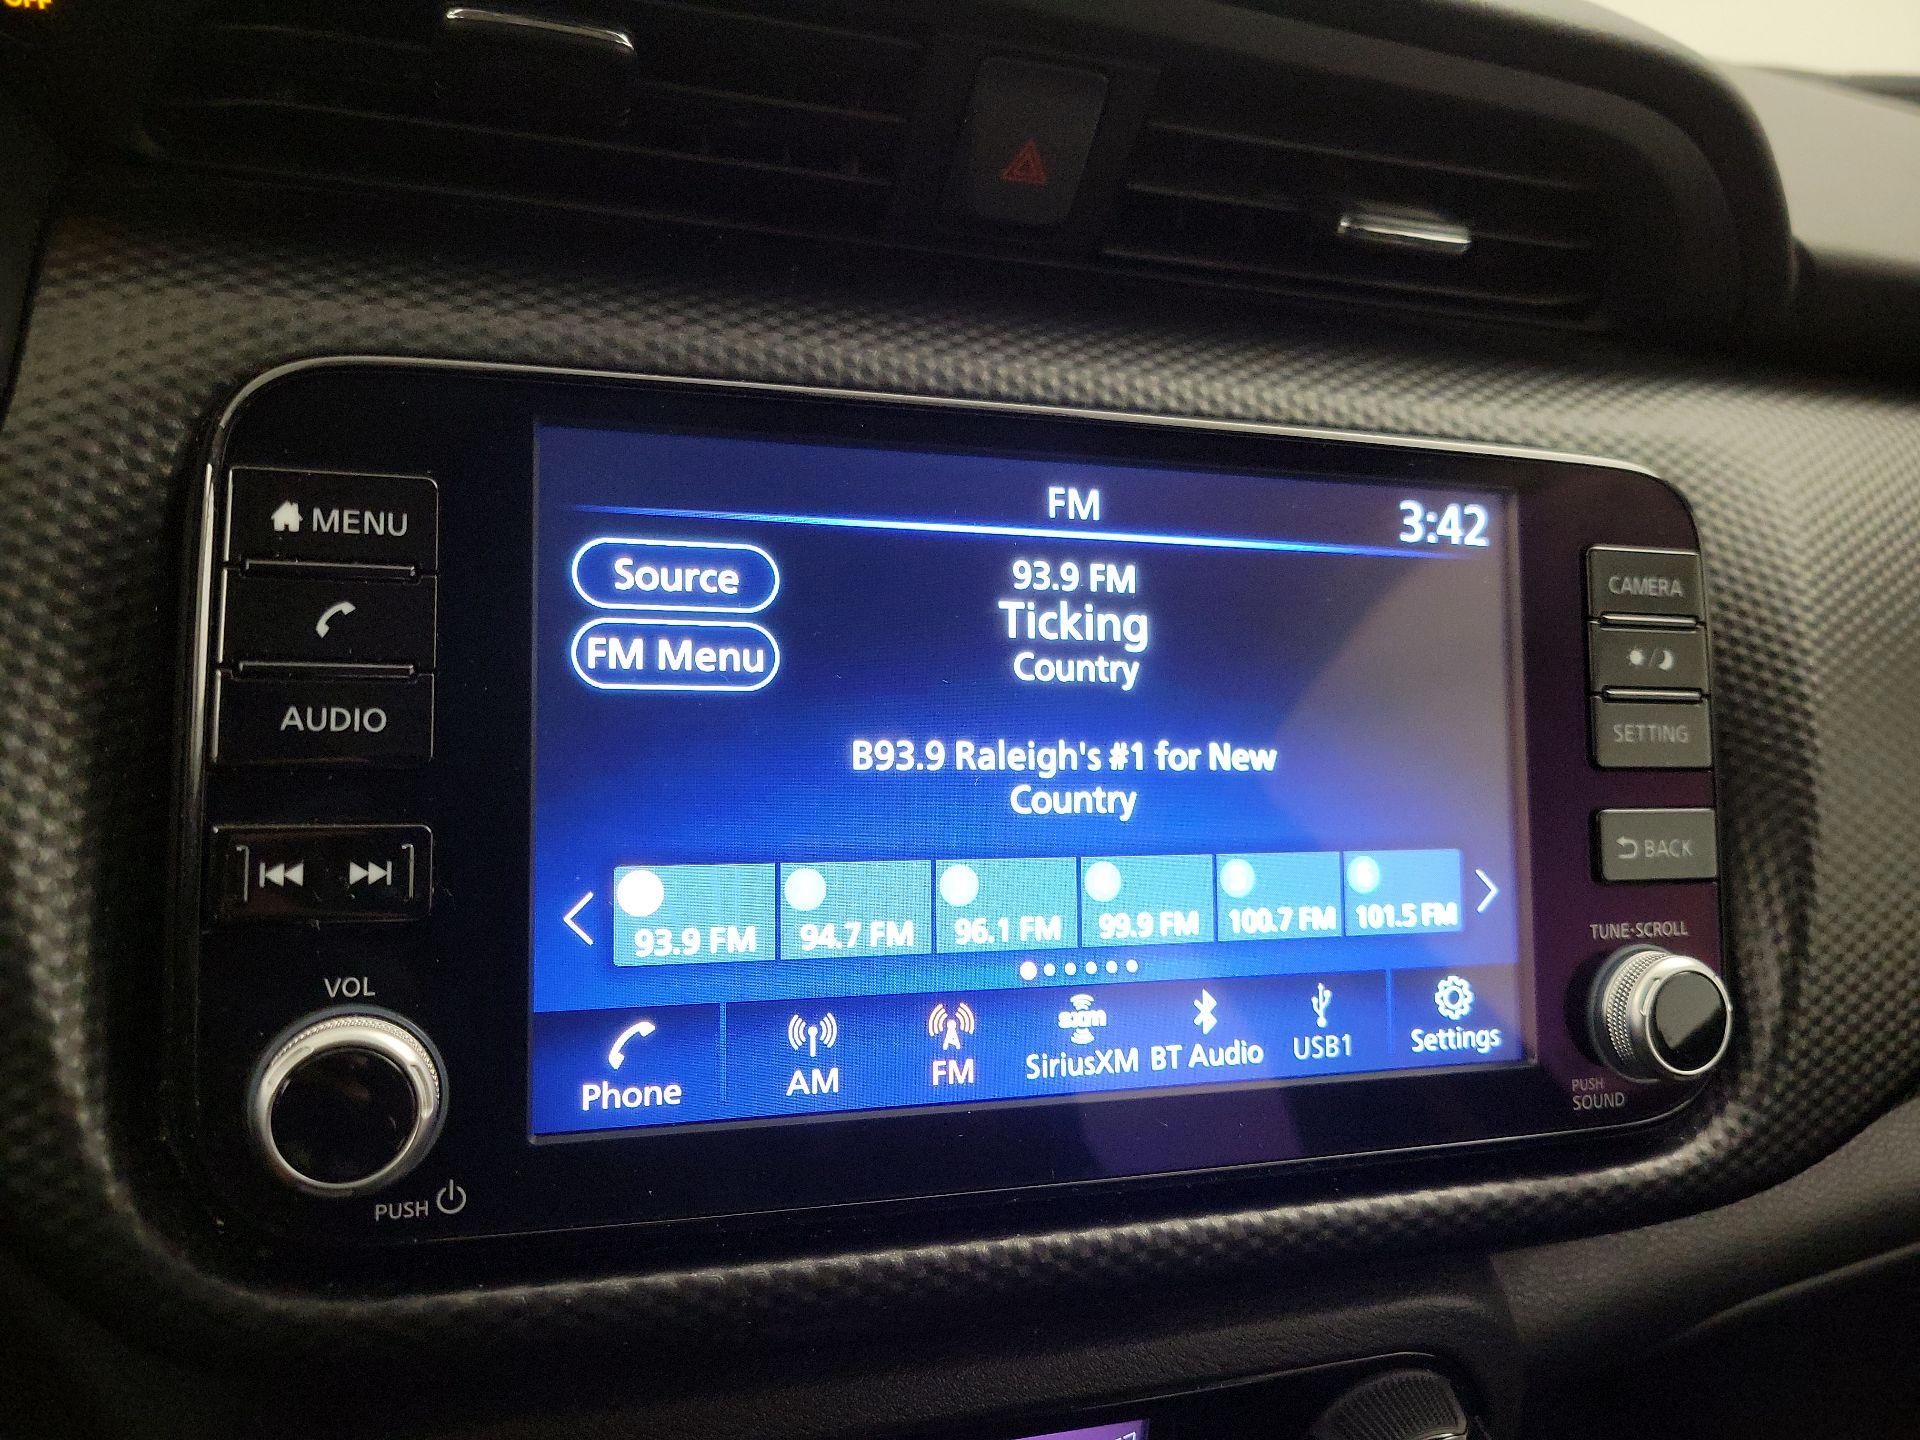 OFF
MENU
AUDIO
VOL
PUSH
FM
3:42
Source
FM Menu
93.9 FM
Ticking
Country
B93.9 Raleigh's #1 for New
Country
93.9 FM
94.7 FM
96.1 FM
99.9 FM
100.7 FM
101.5 FM
Phone
AM
FM
sxm
SiriusXM
BT Audio
USB1
Settings
CAMERA
SETTING
BACK
TUNE·SCROLL
PUSH
SOUND